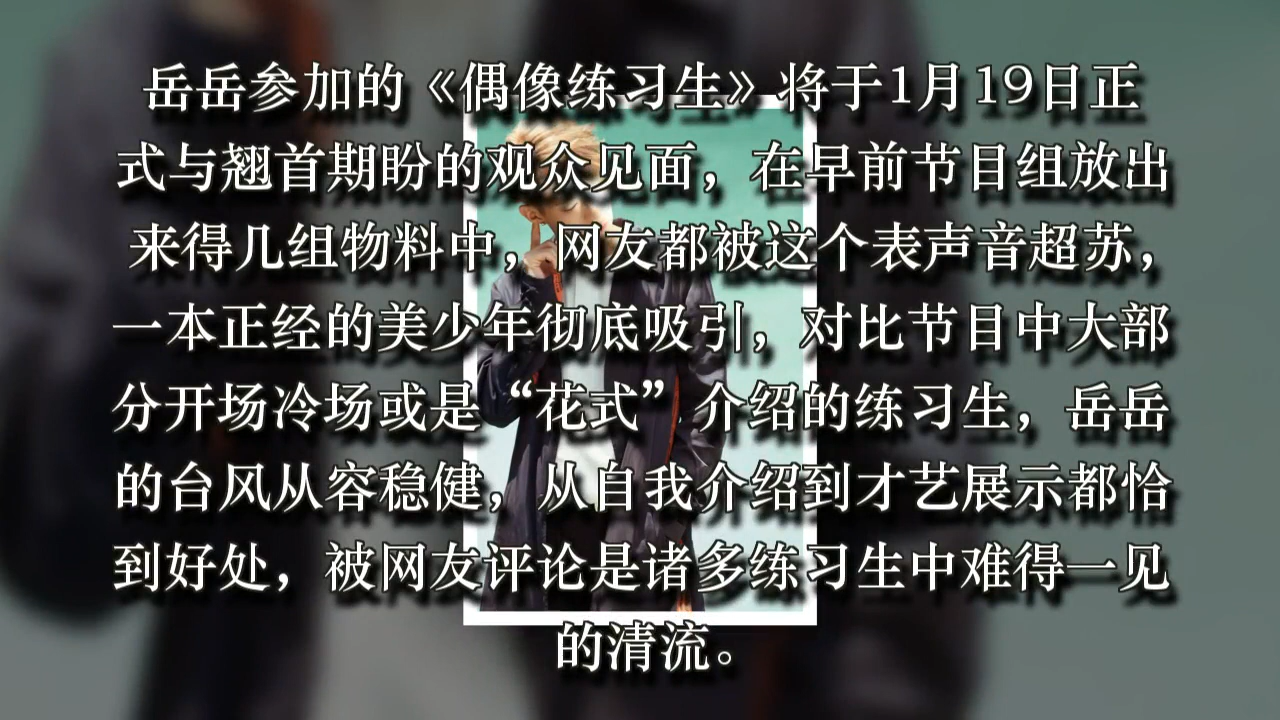 岳岳参加的《偶像练习生》将于1月19日正
式与翘首期盼的观众见面，在早前节目组放出
来得几组物料中，网友都被这个表声音超苏，
一本正经的美少年彻底吸引，对比节目中大部
分开场冷场或是“花式”介绍的练习生，岳岳
的台风从容稳健，从自我介绍到才艺展示都恰
到好处，被网友评论是诸多练习生中难得一见
的清流。